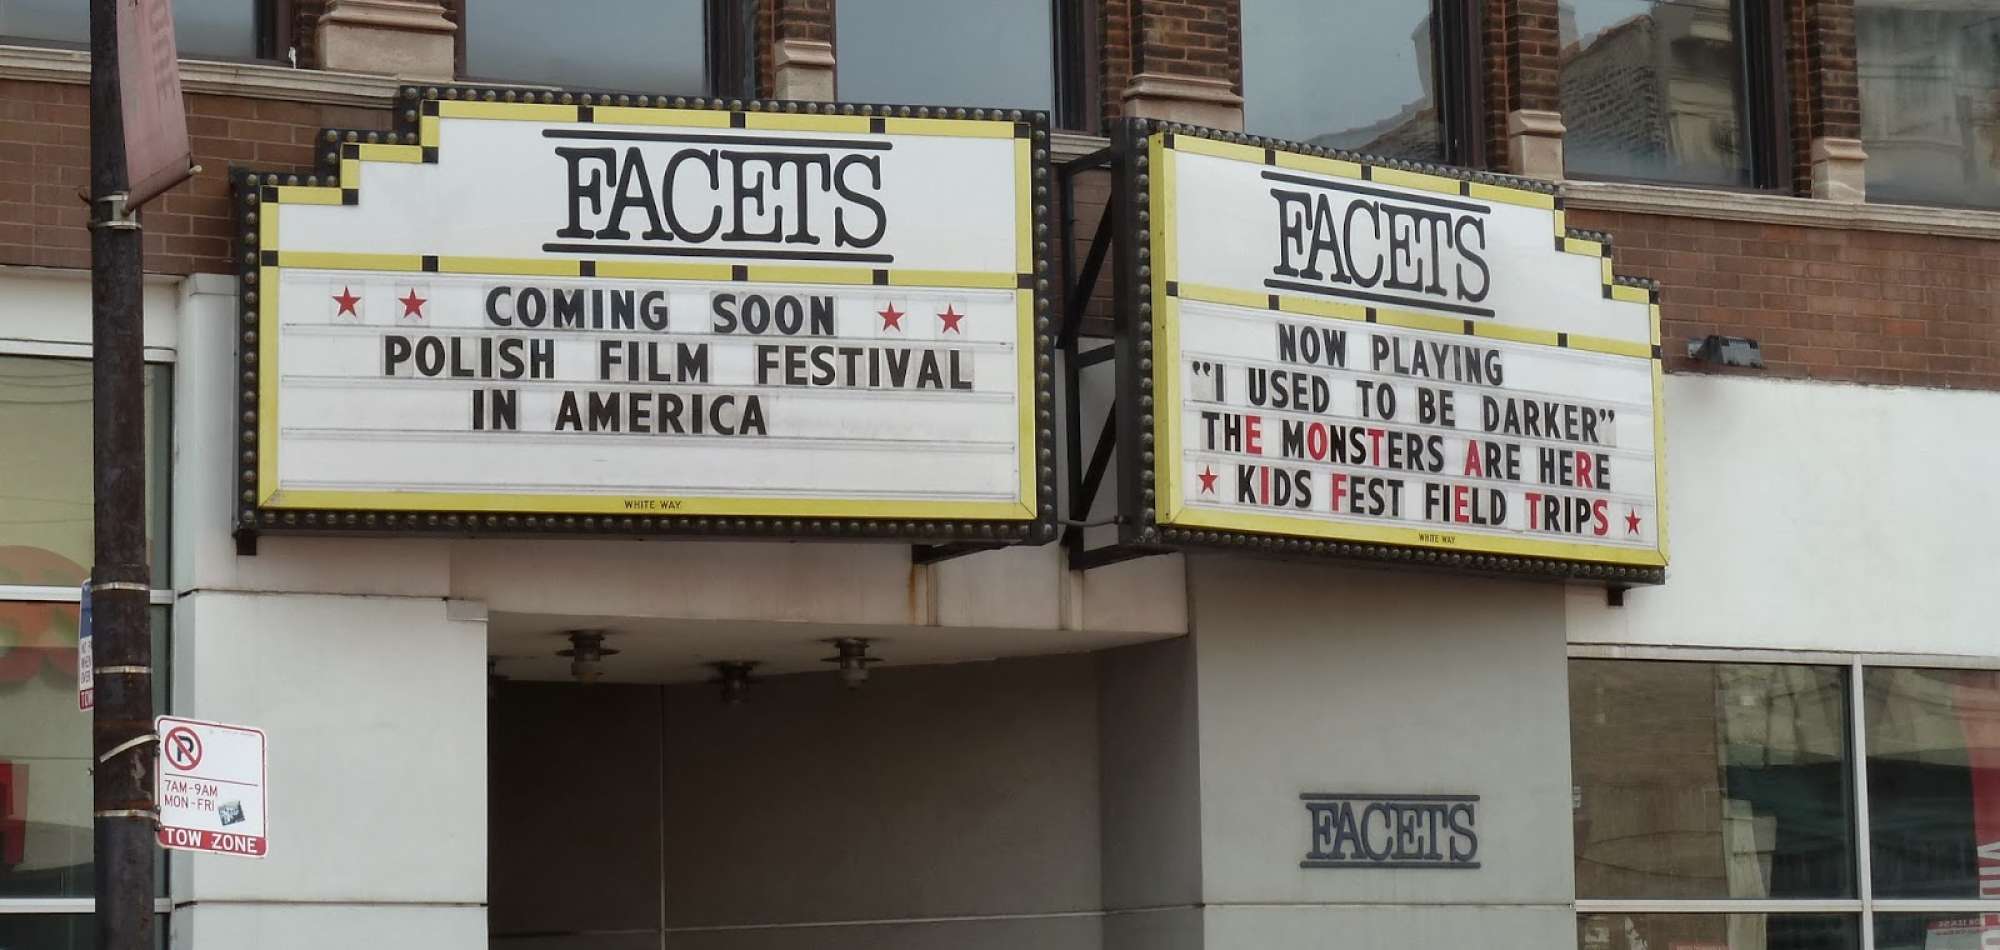 FACETS
COMING SOON
POLISH FILM FESTIVAL
IN AMERICA
WHITE WAY
FACETS
NOW PLAYING
"I USED TO BE DARKER"
THE MONSTERS ARE HERE
KIDS FEST FIELD TRIPS
WHITE WAY
FACETS
7AM-9AM
MON-FRI
TOW ZONE